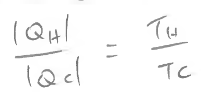 |QH| / |QC| = TH / TC